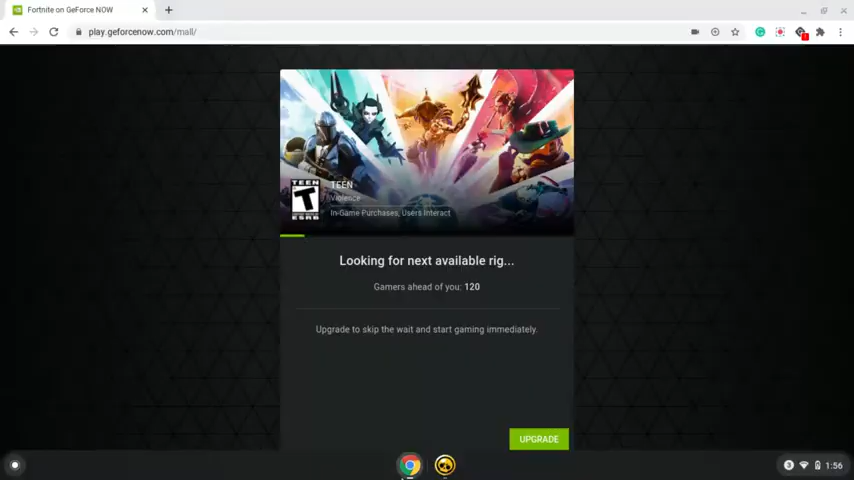 Fortnite on GeForce NOW
play.geforcenow.com/mall/
TEEN
T
ESRB
TEEN
Violence
In-Game Purchases, Users Interact
Looking for next available rig...
Gamers ahead of you: 120
Upgrade to skip the wait and start gaming immediately.
UPGRADE
3
1:56